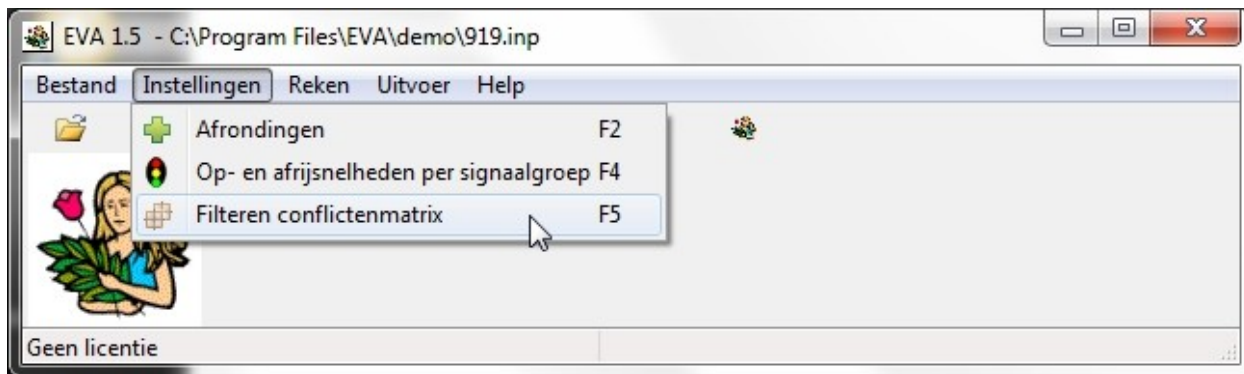 EVA 1.5 - C:\Program Files\EVA\demo\919.inp
Bestand Instellingen Reken Uitvoer Help
Afrondingen F2
Op- en afrijsnelheden per signaalgroep F4
Filteren conflictenmatrix F5
Geen licentie